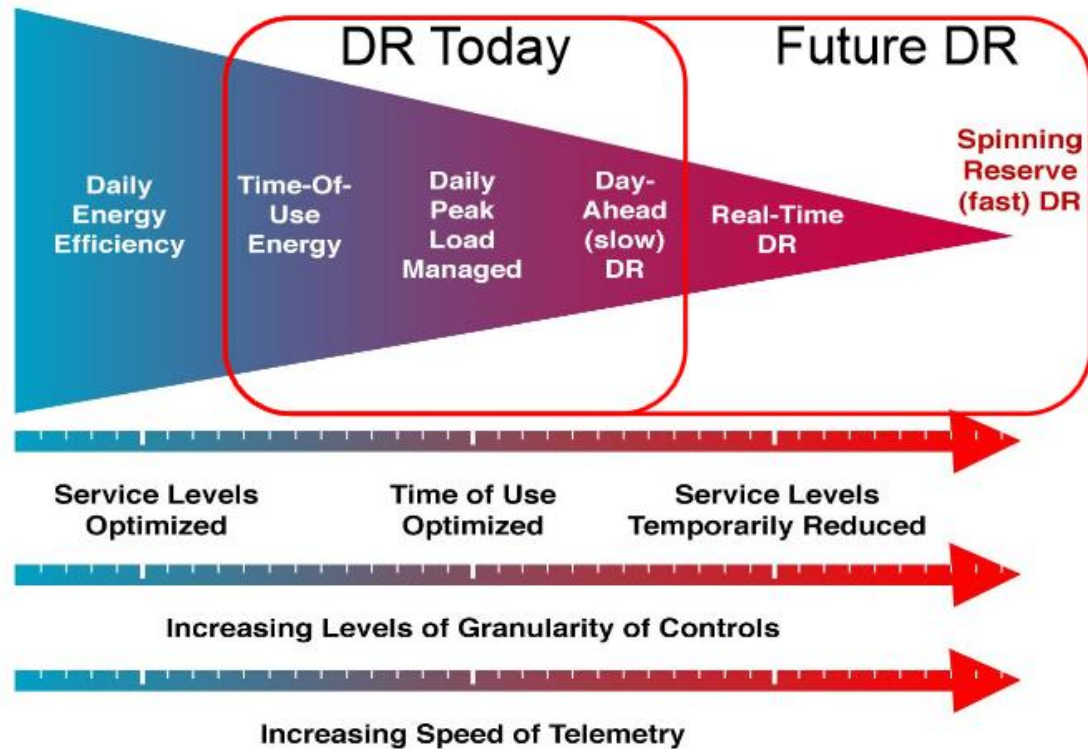 DR Today
Future DR
Daily
Energy
Efficiency
Time-Of-
Use
Energy
Daily
Peak
Load
Managed
Day-
Ahead
(slow)
DR
Real-Time
DR
Spinning
Reserve
(fast) DR
Service Levels
Optimized
Time of Use
Optimized
Service Levels
Temporarily Reduced
Increasing Levels of Granularity of Controls
Increasing Speed of Telemetry